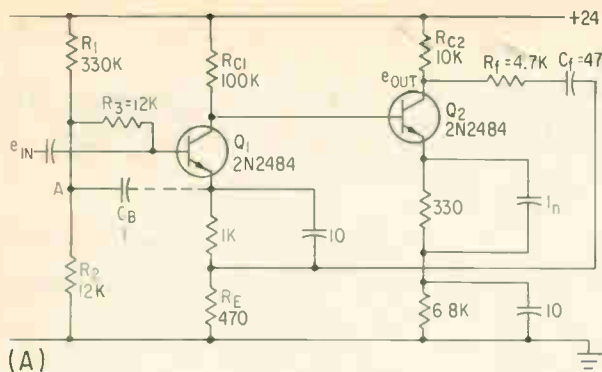 +24
R1
330K
RC1
100K
RC2
10K
eOUT
Rf = 4.7K
Cf = 47
R3 = 12K
Q1
2N2484
Q2
2N2484
eIN
A
CB
1K
10
330
R2
12K
RE
470
6 8K
10
(A)